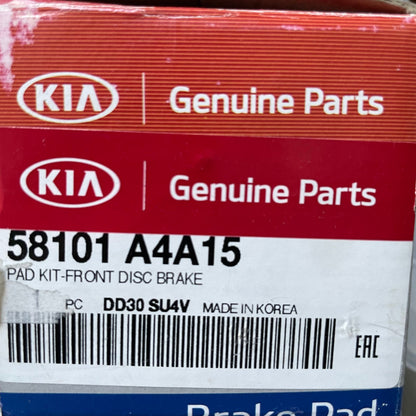 KIA Genuine Parts
KIA Genuine Parts
58101 A4A15
PAD KIT-FRONT DISC BRAKE
PC DD30 SU4V MADE IN KOREA
EAC
Brake Pad